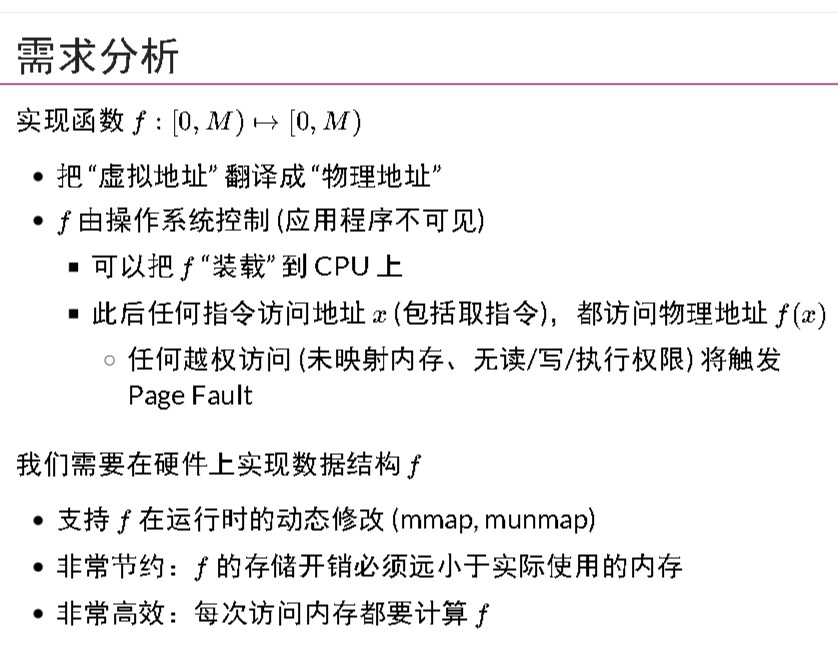 需求分析
实现函数 f : [0, M) ↦ [0, M)
• 把“虚拟地址” 翻译成“物理地址”
• f 由操作系统控制 (应用程序不可见)
▪ 可以把 f “装载” 到 CPU 上
▪ 此后任何指令访问地址 x (包括取指令)，都访问物理地址 f(x)
○ 任何越权访问 (未映射内存、无读/写/执行权限) 将触发
Page Fault
我们需要在硬件上实现数据结构 f
• 支持 f 在运行时的动态修改 (mmap, munmap)
• 非常节约：f 的存储开销必须远小于实际使用的内存
• 非常高效：每次访问内存都要计算 f